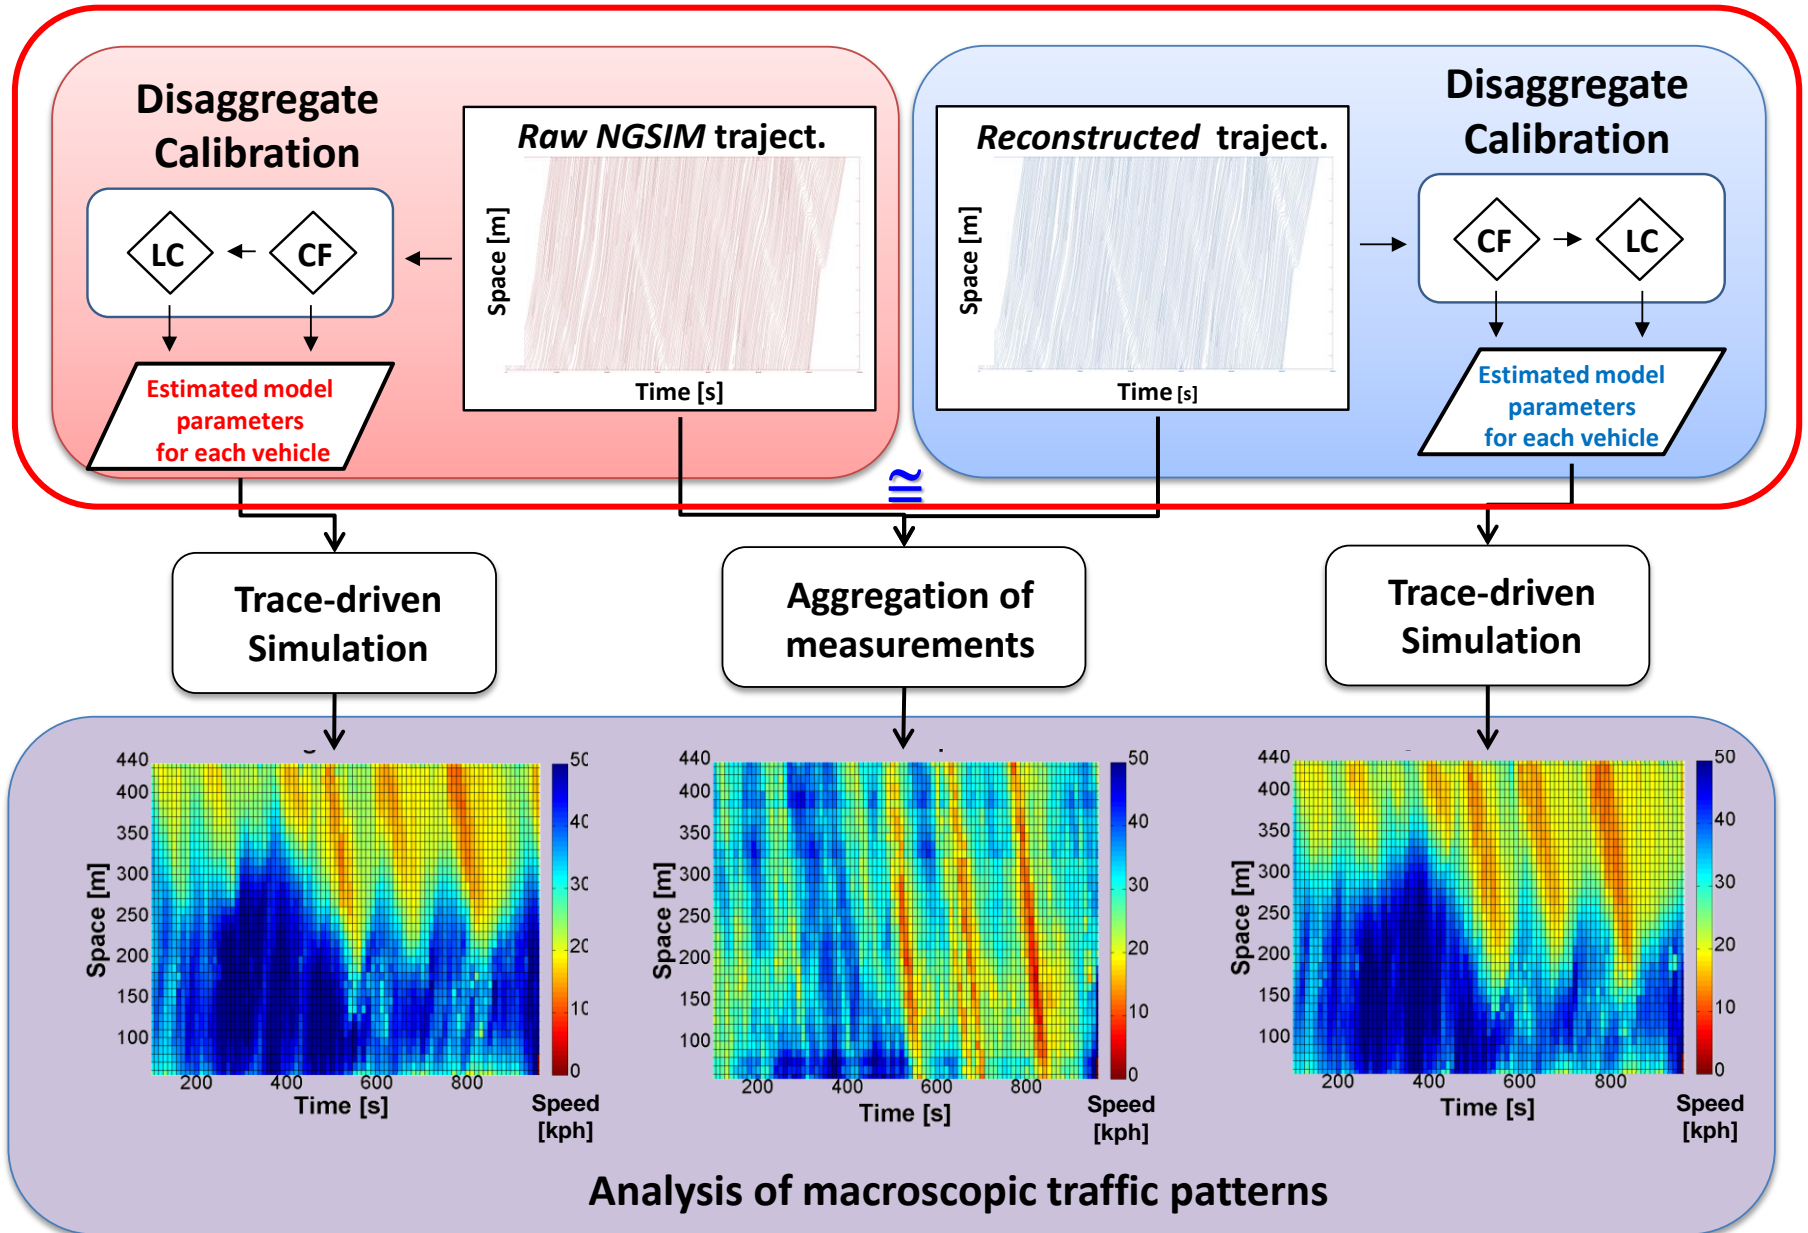 Disaggregate
Calibration
LC
CF
Estimated model
parameters
for each vehicle
Raw NGSIM traject.
Space [m]
Time [s]
Reconstructed traject.
Space [m]
Time [s]
Disaggregate
Calibration
CF
LC
Estimated model
parameters
for each vehicle
≅
Trace-driven
Simulation
Aggregation of
measurements
Trace-driven
Simulation
440
400
350
300
250
200
150
100
Space [m]
200 400 600 800
Time [s]
50
40
30
20
10
0
Speed
[kph]
440
400
350
300
250
200
150
100
Space [m]
200 400 600 800
Time [s]
50
40
30
20
10
0
Speed
[kph]
440
400
350
300
250
200
150
100
Space [m]
200 400 600 800
Time [s]
50
40
30
20
10
0
Speed
[kph]
Analysis of macroscopic traffic patterns